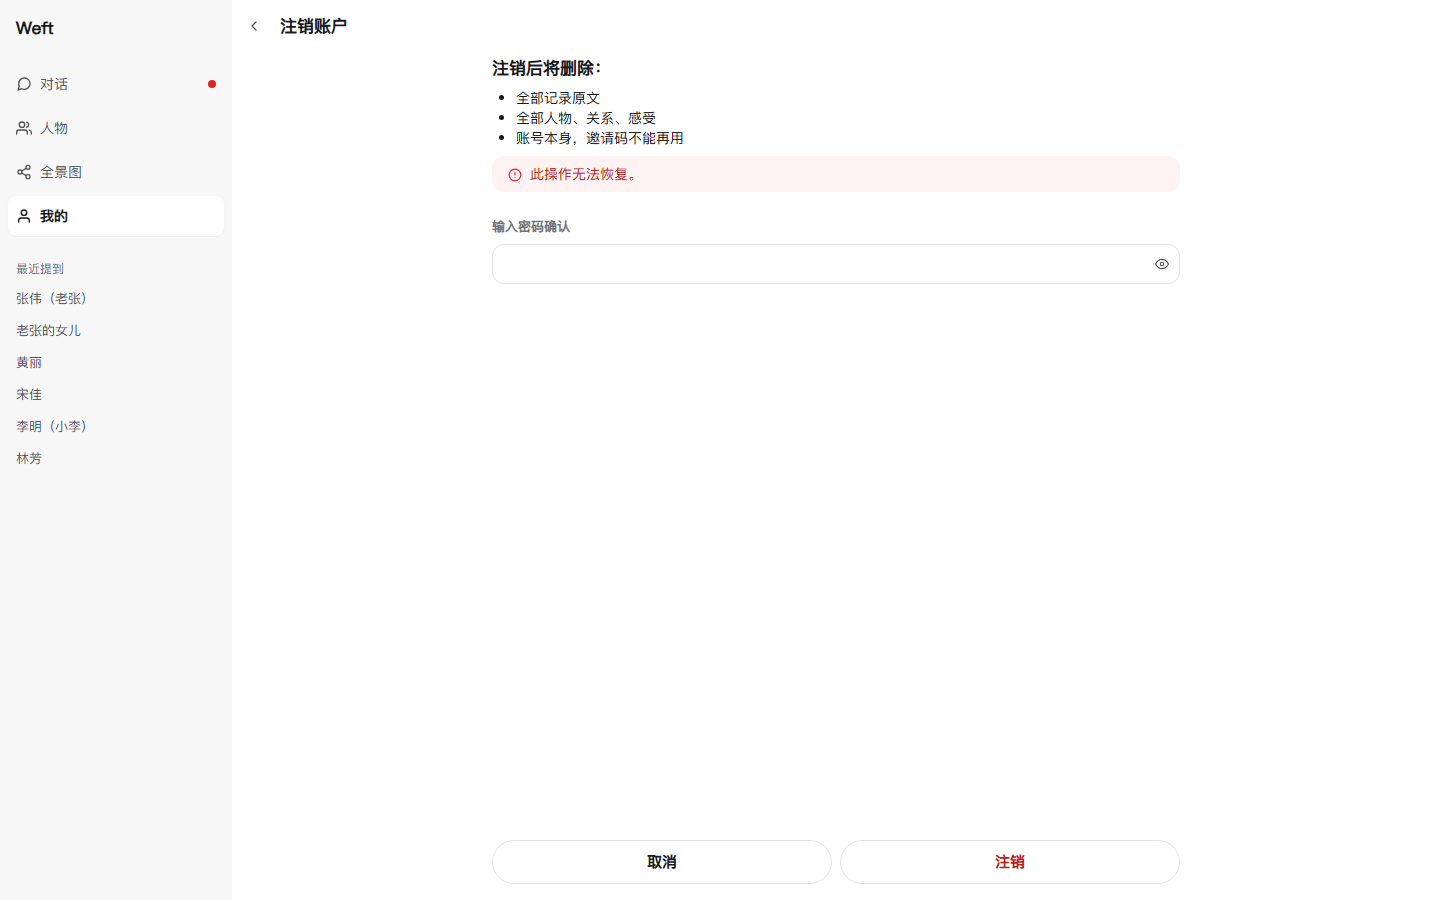 Weft
对话
人物
全景图
我的
最近提到
张伟（老张）
老张的女儿
黄丽
宋佳
李明（小李）
林芳
注销账户
注销后将删除：
全部记录原文
全部人物、关系、感受
账号本身，邀请码不能再用
此操作无法恢复。
输入密码确认
取消
注销